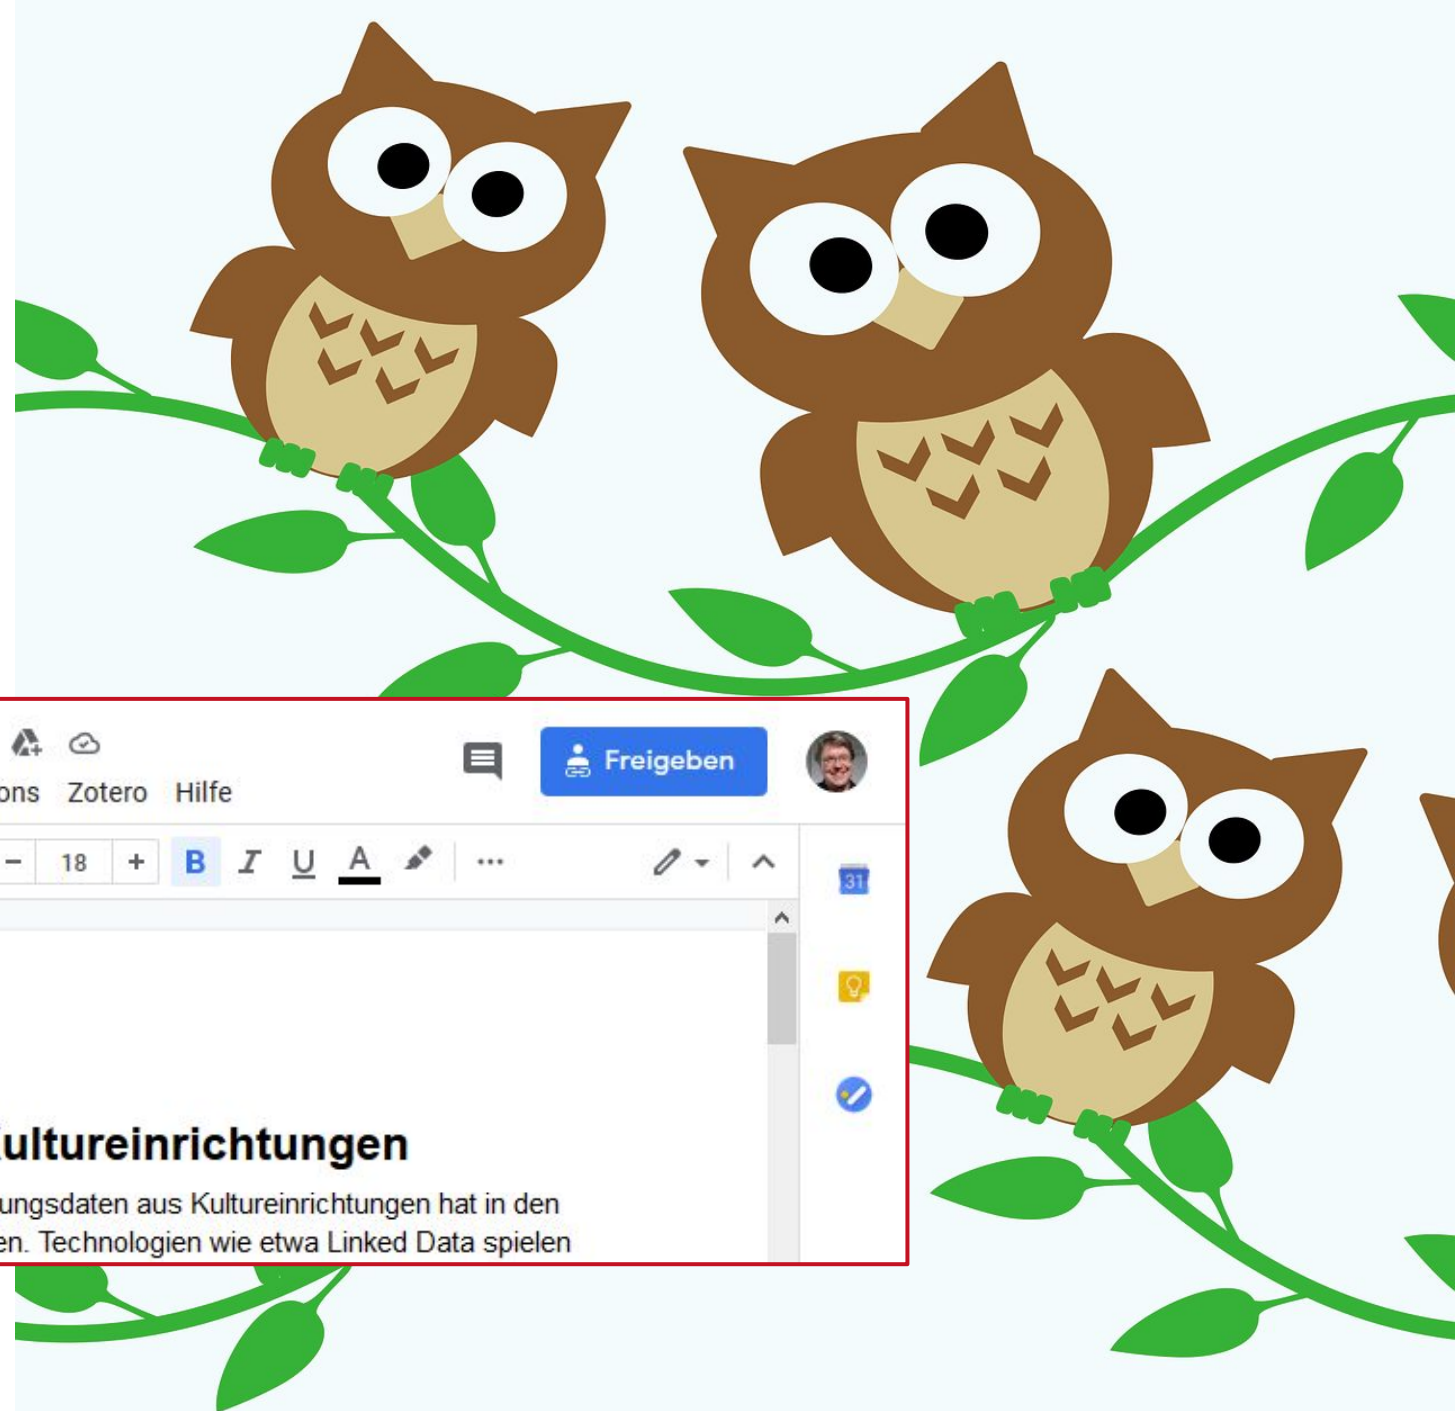 ons Zotero Hilfe
Freigeben
18 B I U A
31
ultureinrichtungen
ungsdaten aus Kultureinrichtungen hat in den
en. Technologien wie etwa Linked Data spielen